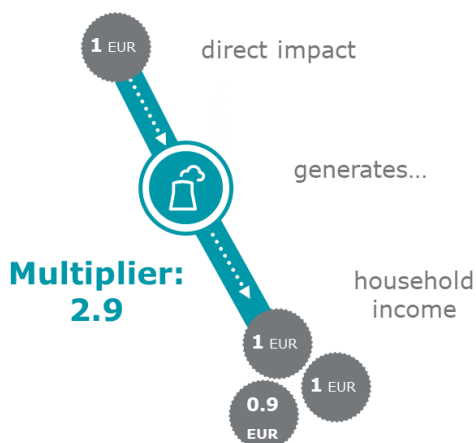 1 EUR
direct impact
generates...
Multiplier:
2.9
household
income
1 EUR
1 EUR
0.9
EUR